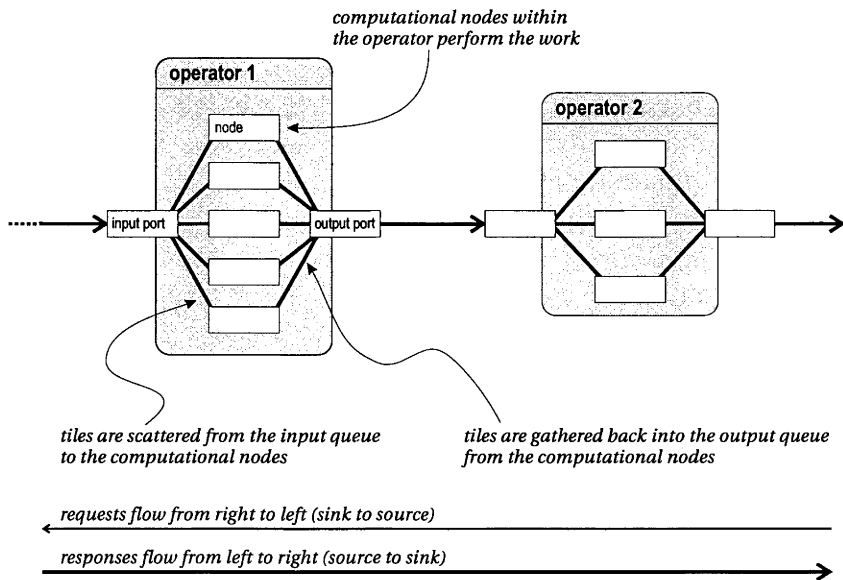 computational nodes within
the operator perform the work
operator 1
operator 2
node
input port
output port
tiles are scattered from the input queue
to the computational nodes
tiles are gathered back into the output queue
from the computational nodes
requests flow from right to left (sink to source)
responses flow from left to right (source to sink)